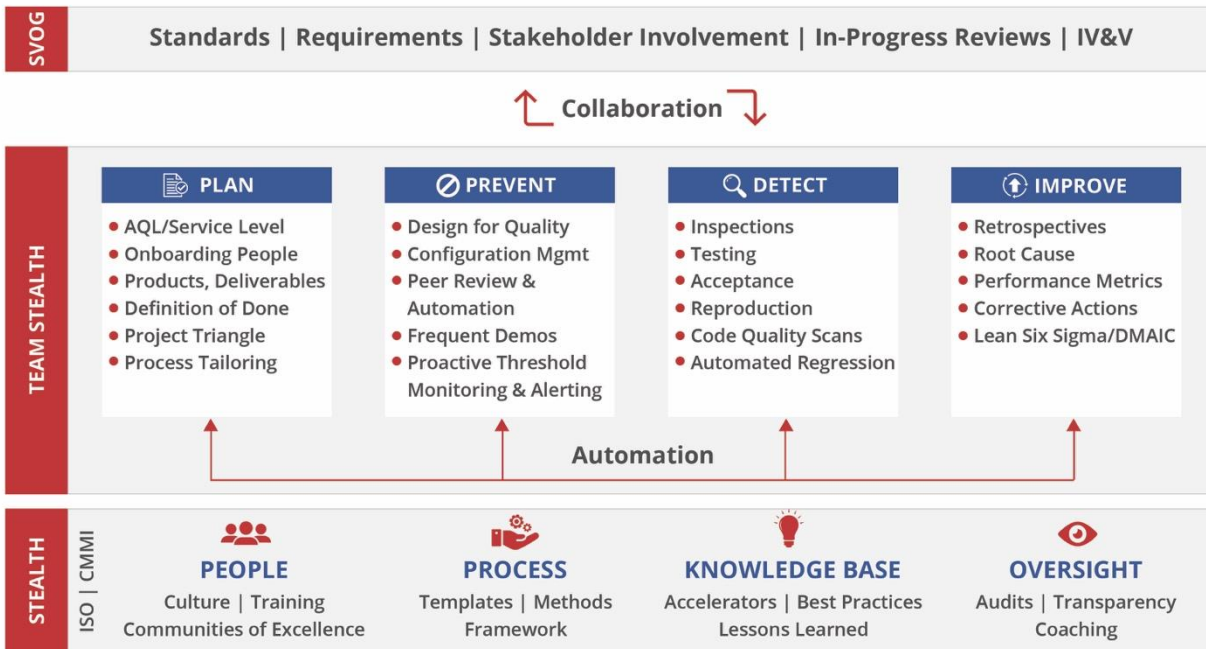 SVOG
Standards | Requirements | Stakeholder Involvement | In-Progress Reviews | IV&V
Collaboration
TEAM STEALTH
PLAN
• AQL/Service Level
• Onboarding People
• Products, Deliverables
• Definition of Done
• Project Triangle
• Process Tailoring
PREVENT
• Design for Quality
• Configuration Mgmt
• Peer Review &
Automation
• Frequent Demos
• Proactive Threshold
Monitoring & Alerting
DETECT
• Inspections
• Testing
• Acceptance
• Reproduction
• Code Quality Scans
• Automated Regression
IMPROVE
• Retrospectives
• Root Cause
• Performance Metrics
• Corrective Actions
• Lean Six Sigma/DMAIC
Automation
STEALTH
ISO | CMMI
PEOPLE
Culture | Training
Communities of Excellence
PROCESS
Templates | Methods
Framework
KNOWLEDGE BASE
Accelerators | Best Practices
Lessons Learned
OVERSIGHT
Audits | Transparency
Coaching